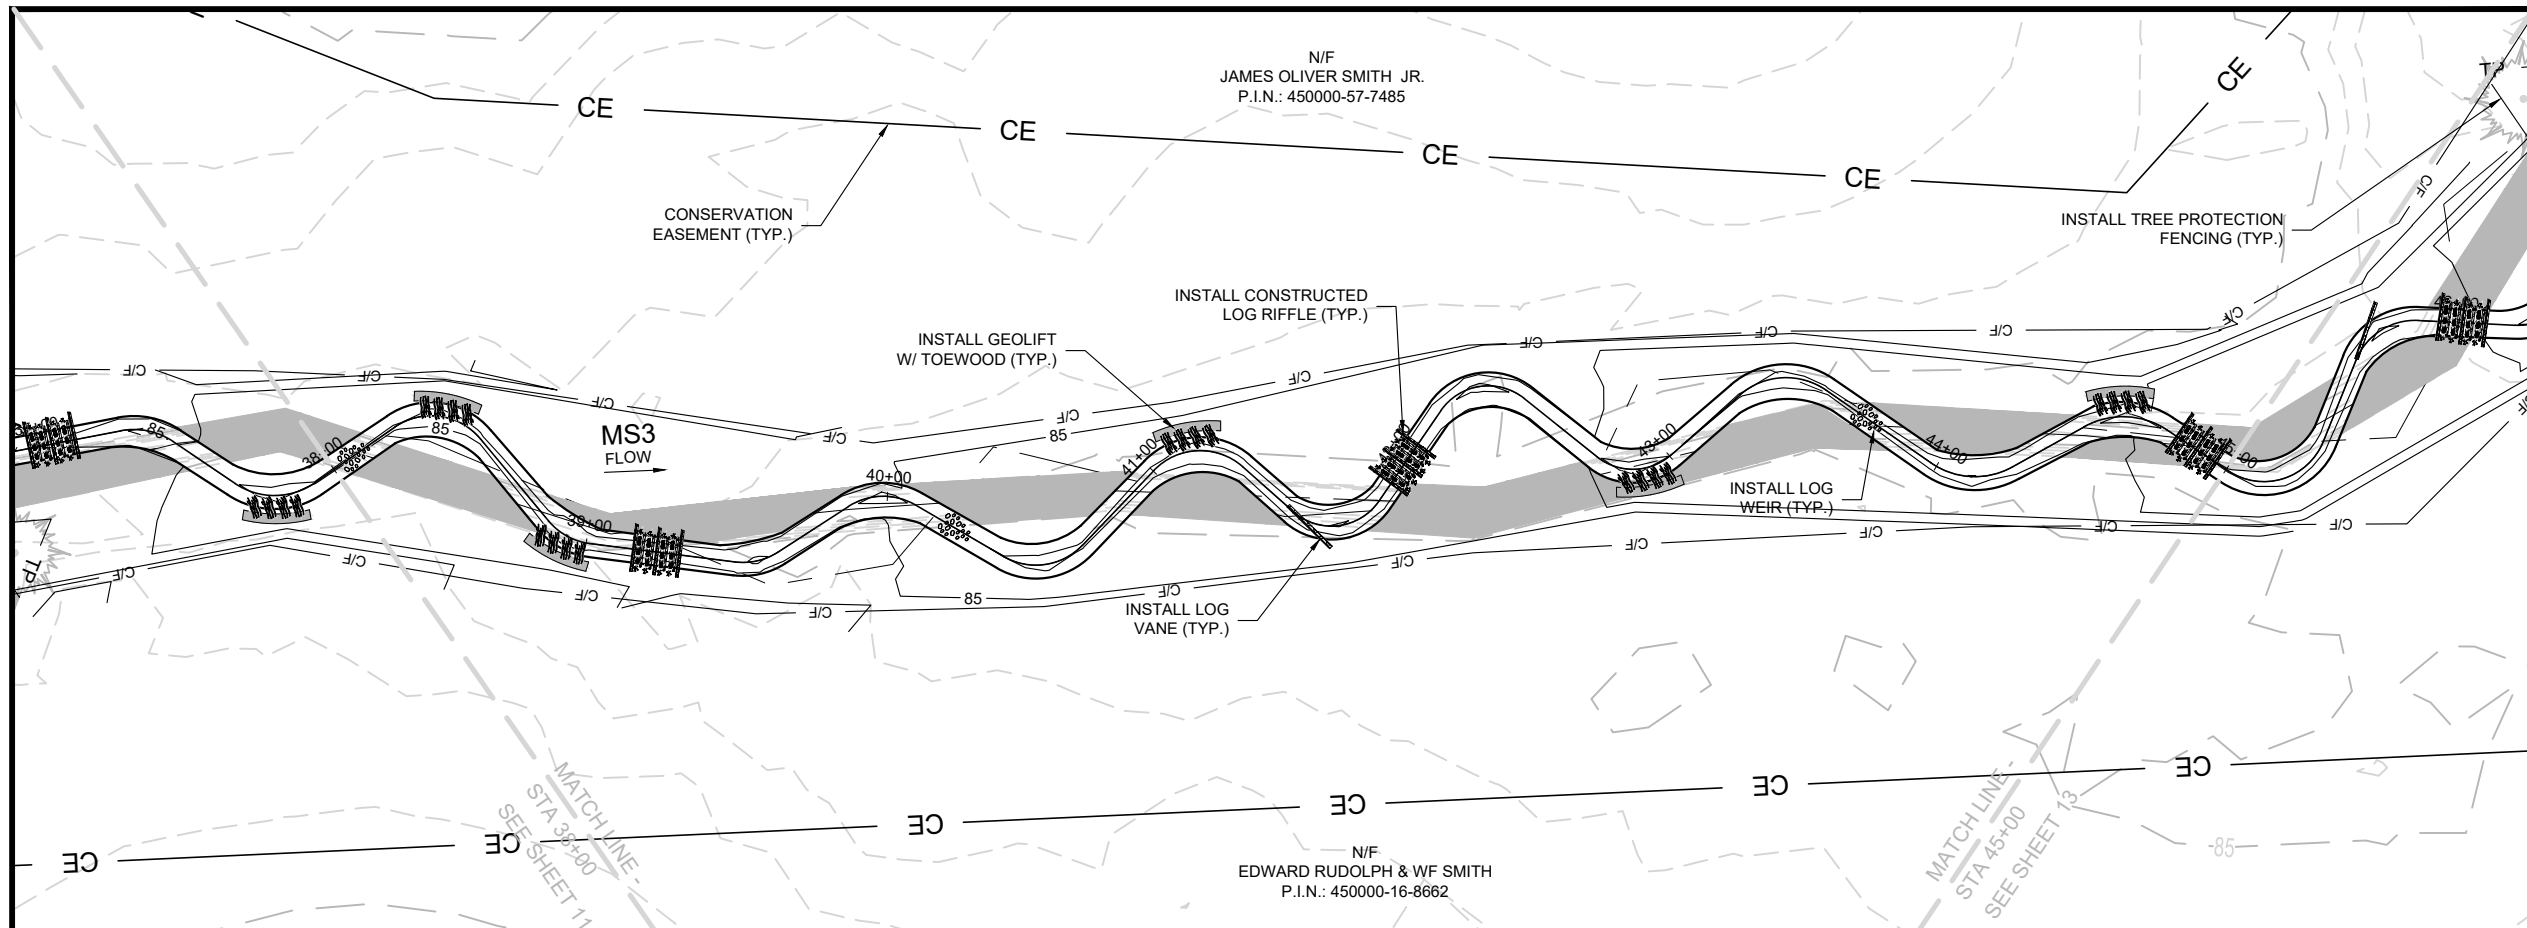 N/F
JAMES OLIVER SMITH JR.
P.I.N.: 450000-57-7485
CE
CE
CE
CE
CE
TP
CONSERVATION
EASEMENT (TYP.)
INSTALL TREE PROTECTION
FENCING (TYP.)
C/F
INSTALL CONSTRUCTED
LOG RIFFLE (TYP.)
INSTALL GEOLIFT
W/ TOEWOOD (TYP.)
C/F
C/F
C/F
C/F
C/F
C/F
C/F
C/F
C/F
C/F
C/F
85
38+00
85
MS3
FLOW
39+00
40+00
85
41+00
43+00
44+00
INSTALL LOG
WEIR (TYP.)
TP
C/F
C/F
C/F
C/F
C/F
C/F
C/F
C/F
C/F
85
INSTALL LOG
VANE (TYP.)
MATCH LINE -
STA 38+00
SEE SHEET 11
MATCH LINE -
STA 45+00
SEE SHEET 13
CE
CE
CE
CE
CE
CE
85
N/F
EDWARD RUDOLPH & WF SMITH
P.I.N.: 450000-16-8662